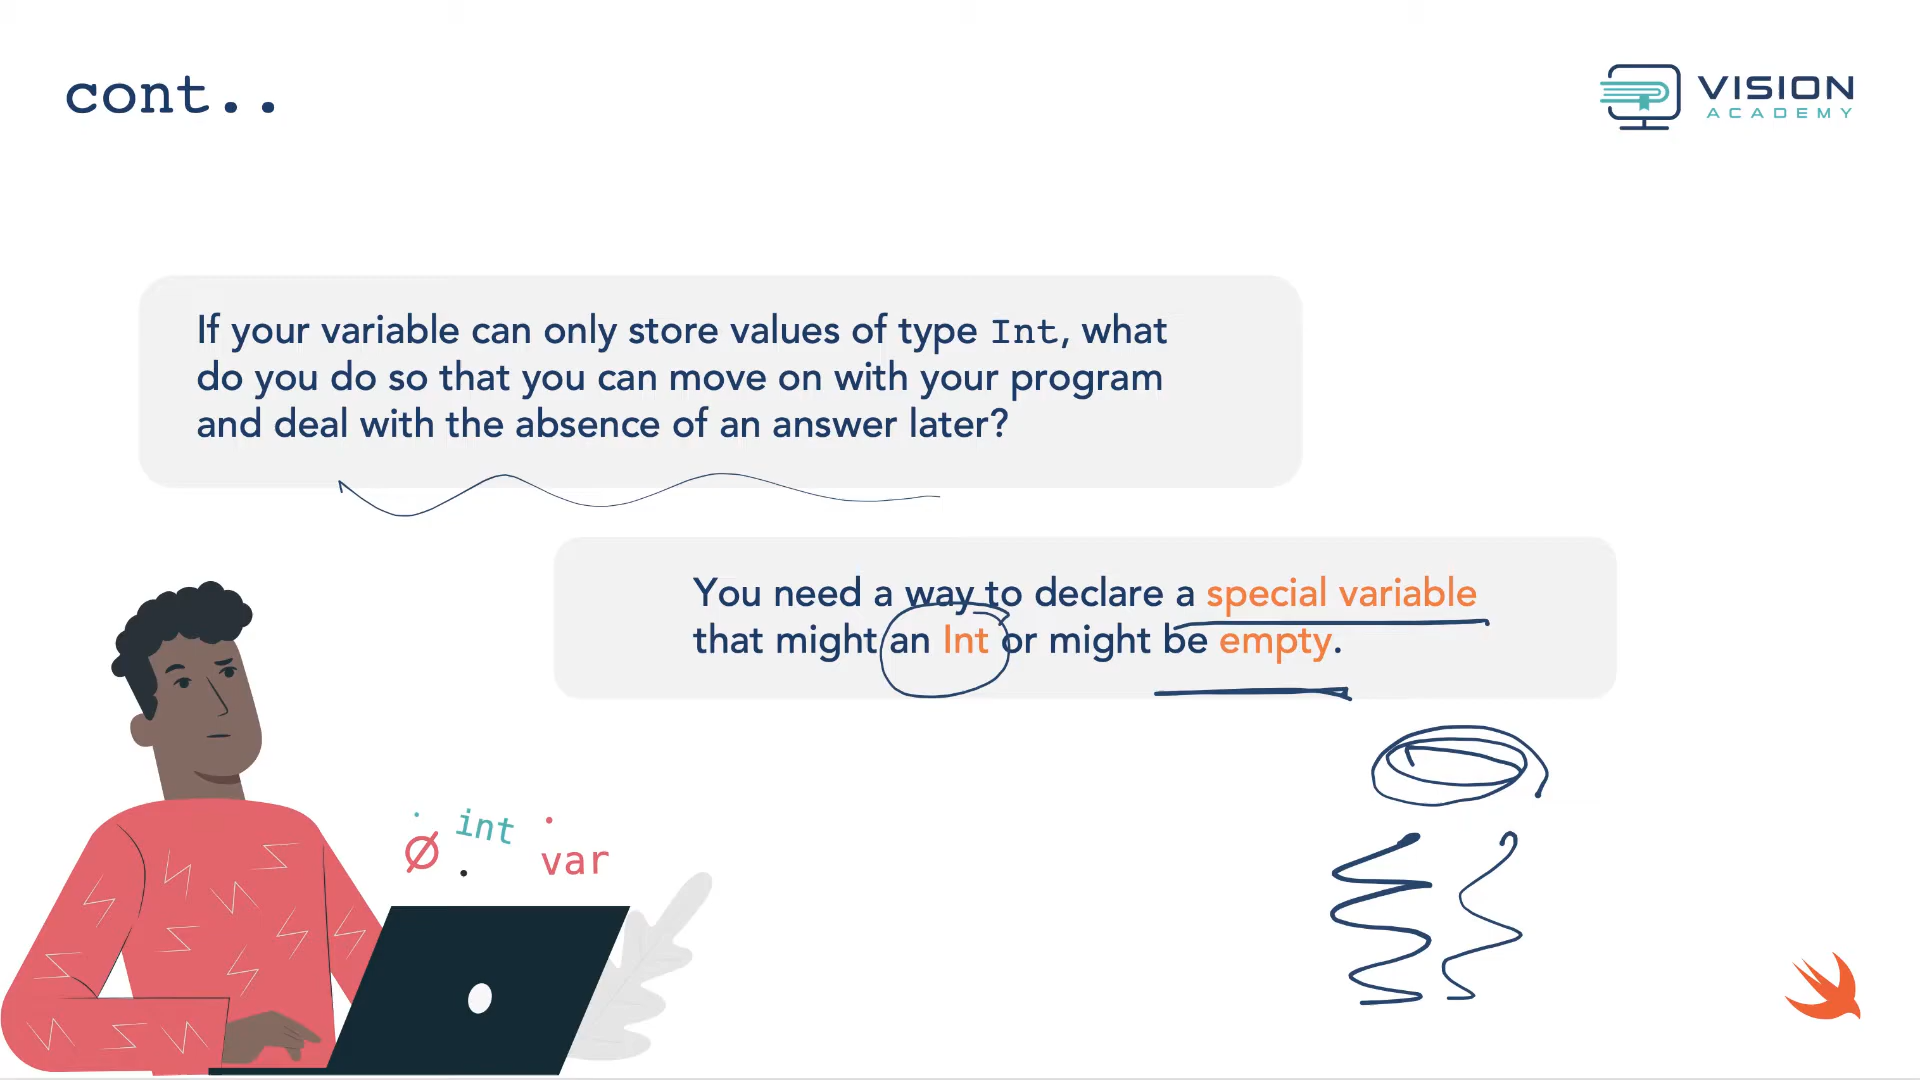 cont..
VISION
ACADEMY
If your variable can only store values of type Int, what
do you do so that you can move on with your program
and deal with the absence of an answer later?
You need a way to declare a special variable
that might an Int or might be empty.
int
Ø
var